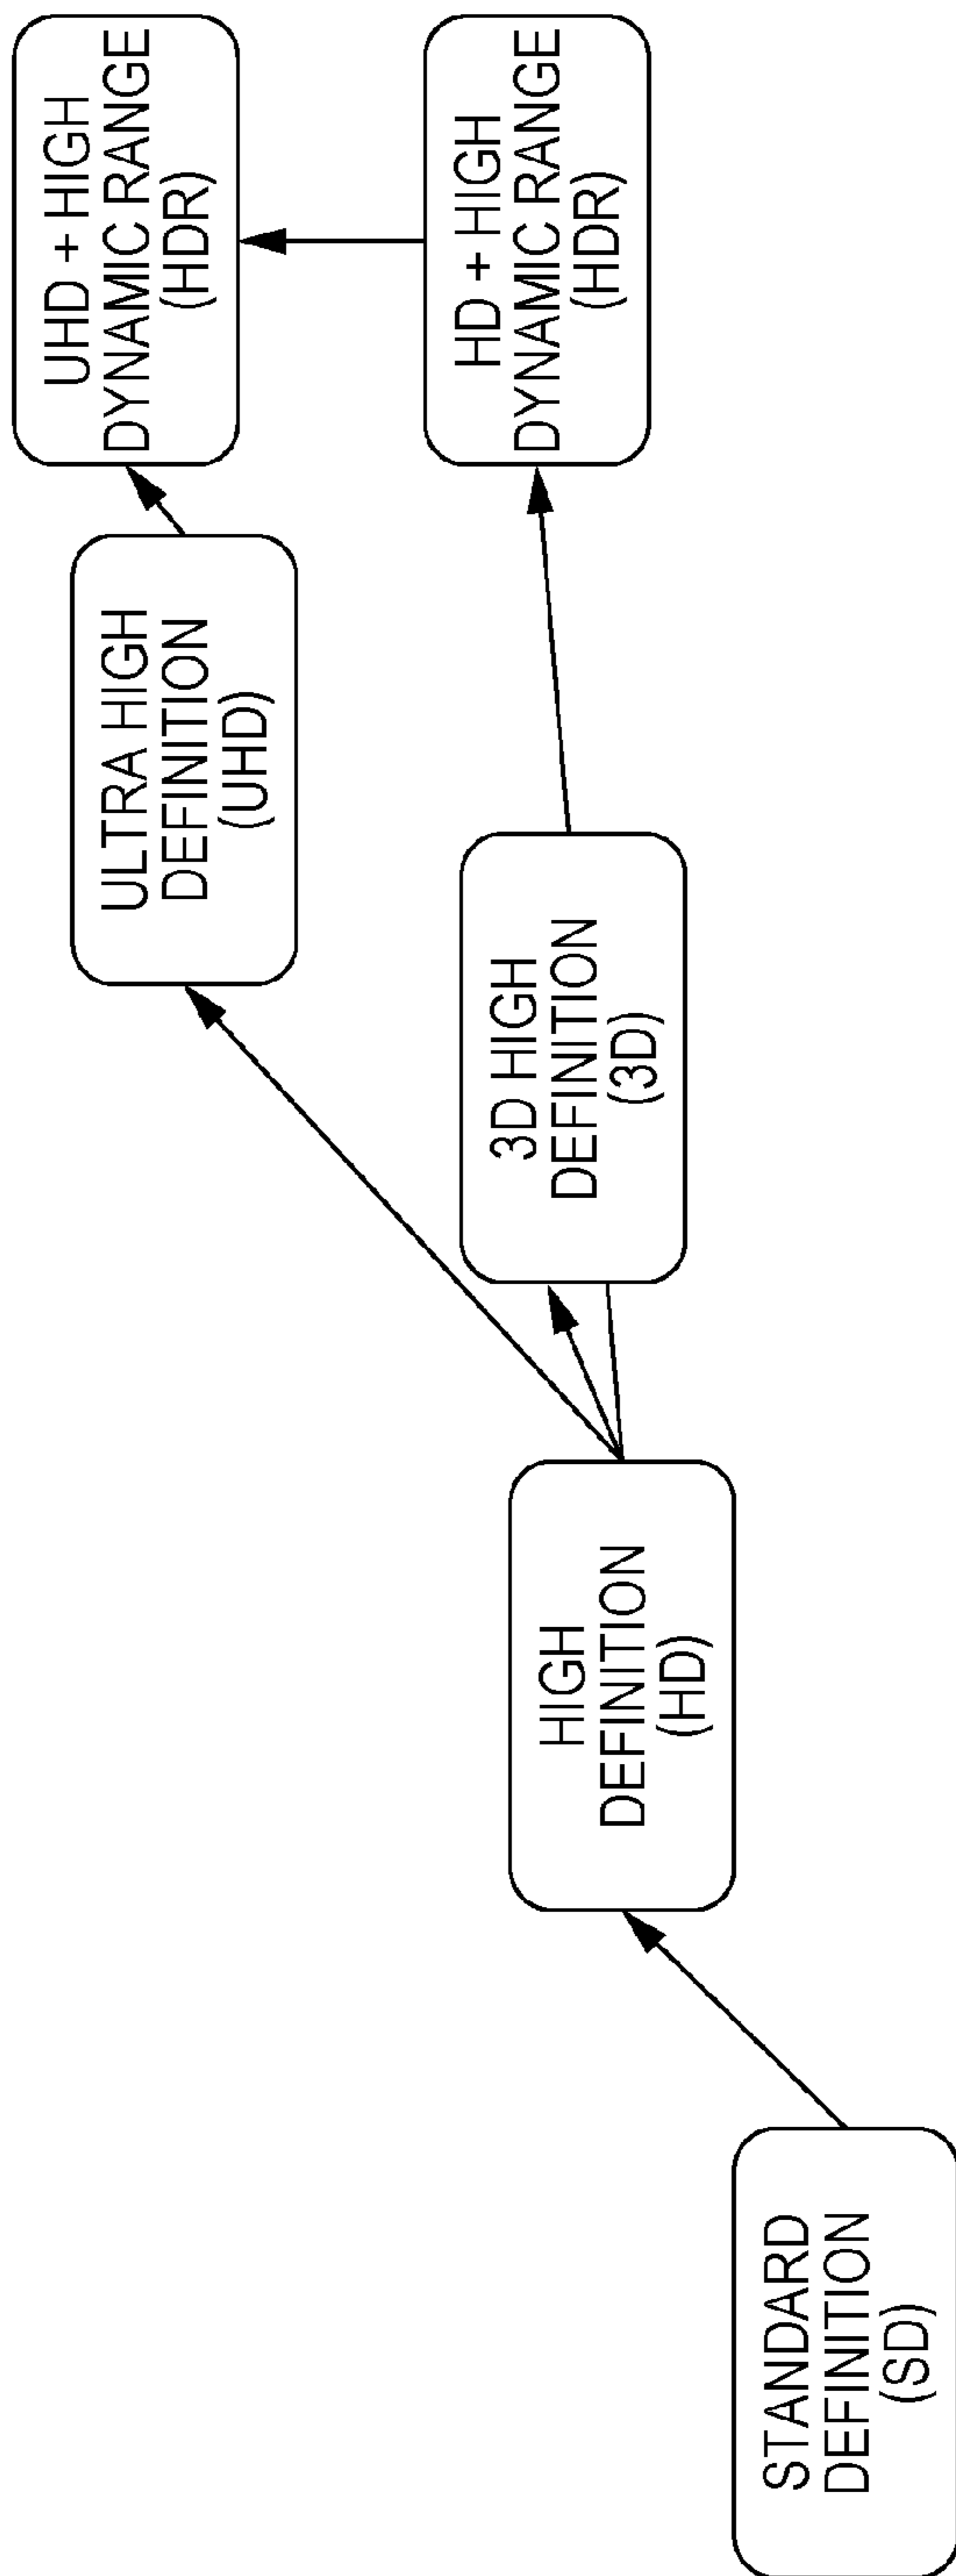 STANDARD
DEFINITION
(SD)
HIGH
DEFINITION
(HD)
3D HIGH
DEFINITION
(3D)
ULTRA HIGH
DEFINITION
(UHD)
UHD + HIGH
DYNAMIC RANGE
(HDR)
HD + HIGH
DYNAMIC RANGE
(HDR)